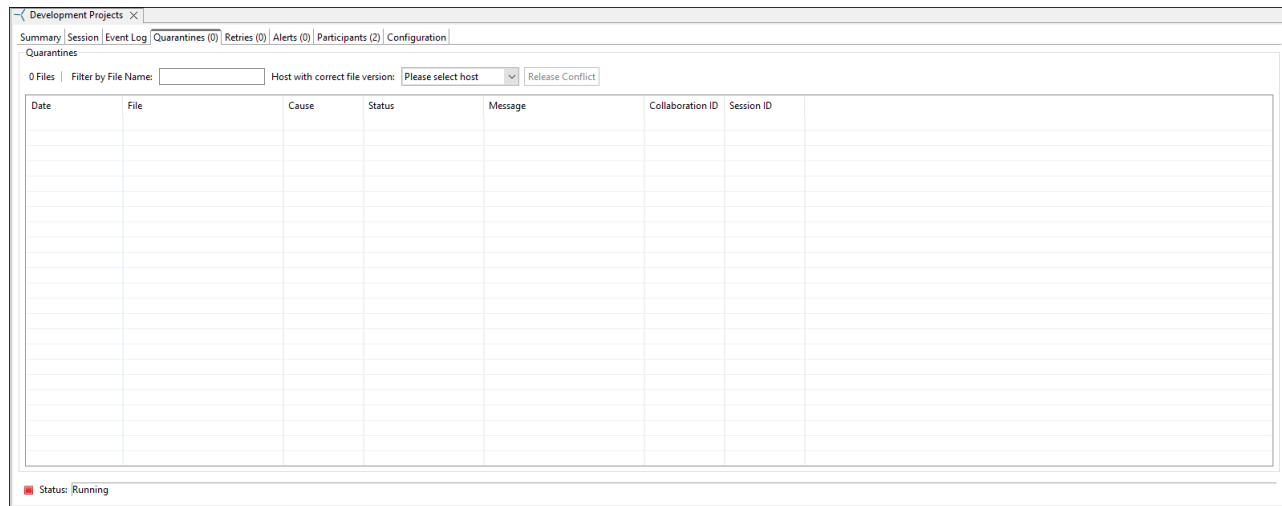 Development Projects
Summary Session Event Log Quarantines (0) Retries (0) Alerts (0) Participants (2) Configuration
Quarantines
0 Files Filter by File Name: Host with correct file version: Please select host Release Conflict
Date File Cause Status Message Collaboration ID Session ID
Status: Running